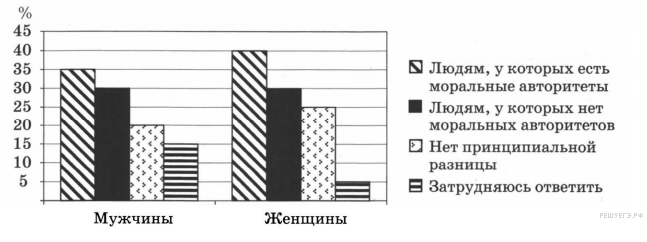 %
45
40
35
30
25
20
15
10
5
Мужчины
Женщины
Людям, у которых есть
моральные авторитеты
Людям, у которых нет
моральных авторитетов
Нет принципиальной
разницы
Затрудняюсь ответить
РЕШУЕГЭ.РФ